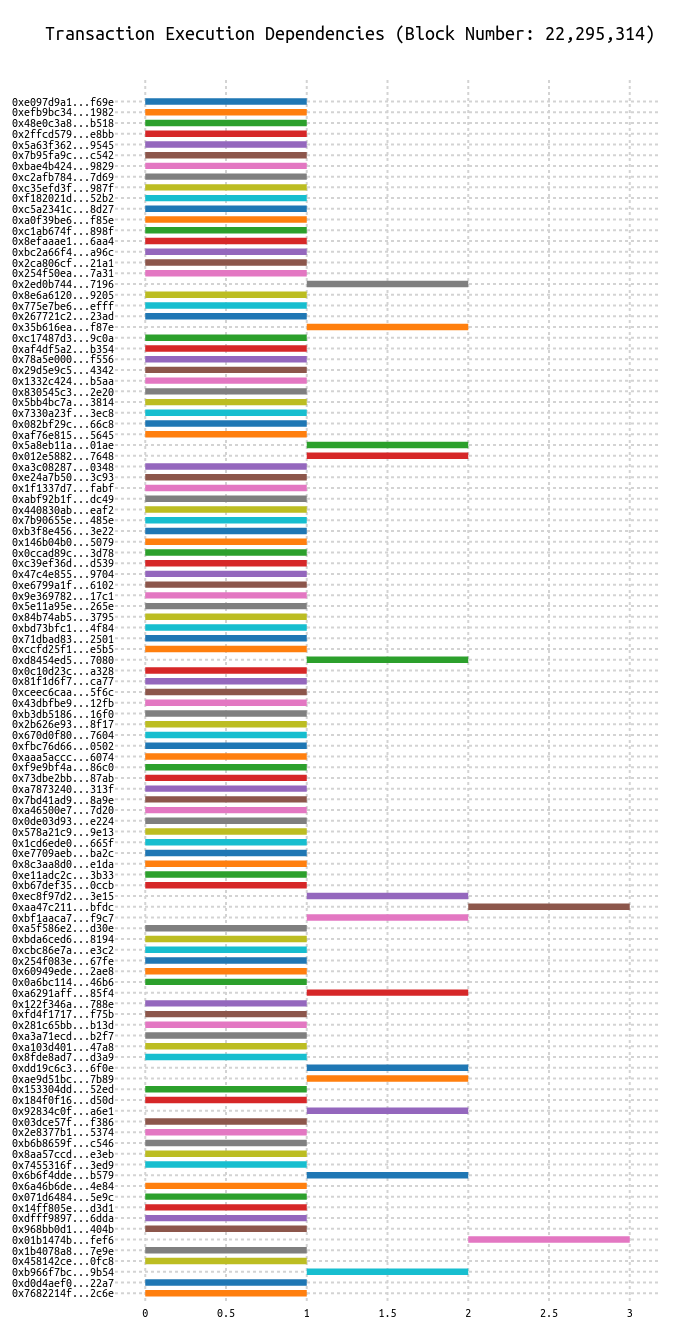 Transaction Execution Dependencies (Block Number: 22,295,314)
0xe097d9a1...f69e
0xefb9bc34...1982
0x48e0c3a8...b518
0x2ffcd579...e8bb
0x5a63f362...9545
0x7b95fa9c...c542
0xbae4b424...9829
0xc2afb784...7d69
0xc35efd3f...987f
0xf182021d...52b2
0xc5a2341c...8d27
0xa0f39be6...f85e
0xc1ab674f...898f
0x8efaaae1...6aa4
0xbc2a66f4...a96c
0x2ca806cf...21a1
0x254f50ea...7a31
0x2ed0b744...7196
0x8e6a6120...9205
0x775e7be6...efff
0x267721c2...23ad
0x35b616ea...f87e
0xc17487d3...9c0a
0xaf4df5a2...b354
0x78a5e000...f556
0x29d5e9c5...4342
0x1332c424...b5aa
0x830545c3...2e20
0x5bb4bc7a...3814
0x7330a23f...3ec8
0x082bf29c...66c8
0xaf76e815...5645
0x5a8eb11a...01ae
0x012e5882...7648
0xa3c08287...0348
0xe24a7b50...3c93
0x1f1337d7...fabf
0xabf92b1f...dc49
0x440830ab...eaf2
0x7b90655e...485e
0xb3f8e456...3e22
0x146b04b0...5079
0x0ccad89c...3d78
0xc39ef36d...d539
0x47c4e855...9704
0xe6799a1f...6102
0x9e369782...17c1
0x5e11a95e...265e
0x84b74ab5...3795
0xbd73bfc1...4f84
0x71dbad83...2501
0xccfd25f1...e5b5
0xd8454ed5...7080
0x0c10d23c...a328
0x81f1d6f7...ca77
0xceec6caa...5f6c
0x43dbfbe9...12fb
0xb3db5186...16f0
0x2b626e93...8f17
0x670d0f80...7604
0xfbc76d66...0502
0xaaa5accc...6074
0xf9e9bf4a...86c0
0x73dbe2bb...87ab
0xa7873240...313f
0x7bd41ad9...8a9e
0xa46500e7...7d20
0x0de03d93...e224
0x578a21c9...9e13
0x1cd6ede0...665f
0xe7709aeb...ba2c
0x8c3aa8d0...e1da
0xe11adc2c...3b33
0xb67def35...0ccb
0xec8f97d2...3e15
0xaa47c211...bfdc
0xbf1aaca7...f9c7
0xa5f586e2...d30e
0xbda6ced6...8194
0xcbc86e7a...e3c2
0x254f083e...67fe
0x60949ede...2ae8
0x0a6bc114...46b6
0xa6291aff...85f4
0x122f346a...788e
0xfd4f1717...f75b
0x281c65bb...b13d
0xa3a71ecd...b2f7
0xa103d401...47a8
0x8fde8ad7...d3a9
0xdd19c6c3...6f0e
0xae9d51bc...7b89
0x153304dd...52ed
0x184f0f16...d50d
0x92834c0f...a6e1
0x03dce57f...f386
0x2e8377b1...5374
0xb6b8659f...c546
0x8aa57ccd...e3eb
0x7455316f...3ed9
0x6b6f4dde...b579
0x6a46b6de...4e84
0x071d6484...5e9c
0x14ff805e...d3d1
0xdfff9897...6dda
0x968bb0d1...404b
0x01b1474b...fef6
0x1b4078a8...7e9e
0x458142ce...0fc8
0xb966f7bc...9b54
0xd0d4aef0...22a7
0x7682214f...2c6e
0 0.5 1 1.5 2 2.5 3